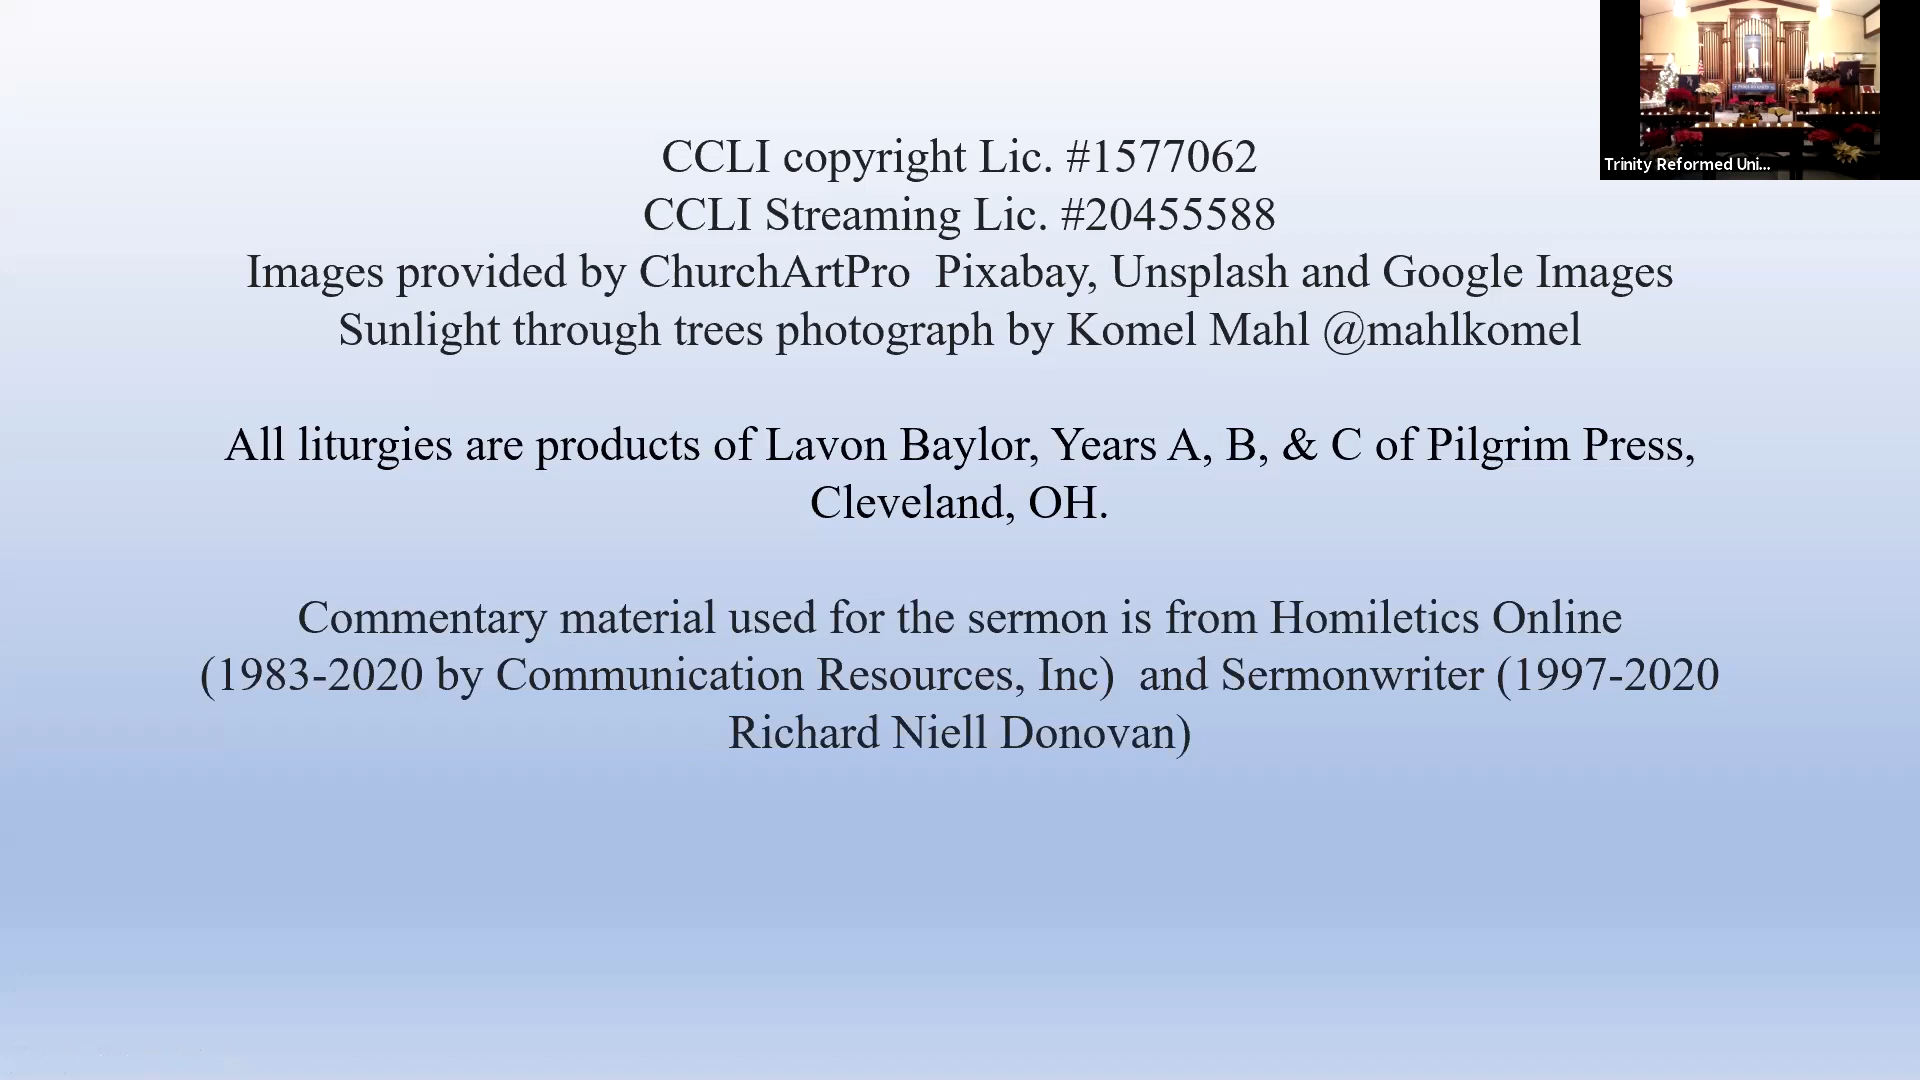 CCLI copyright Lic. #1577062
CCLI Streaming Lic. #20455588
Images provided by ChurchArtPro  Pixabay, Unsplash and Google Images
Sunlight through trees photograph by Komel Mahl @mahlkomel
All liturgies are products of Lavon Baylor, Years A, B, & C of Pilgrim Press,
Cleveland, OH.
Commentary material used for the sermon is from Homiletics Online
(1983-2020 by Communication Resources, Inc)  and Sermonwriter (1997-2020
Richard Niell Donovan)
Trinity Reformed Uni...